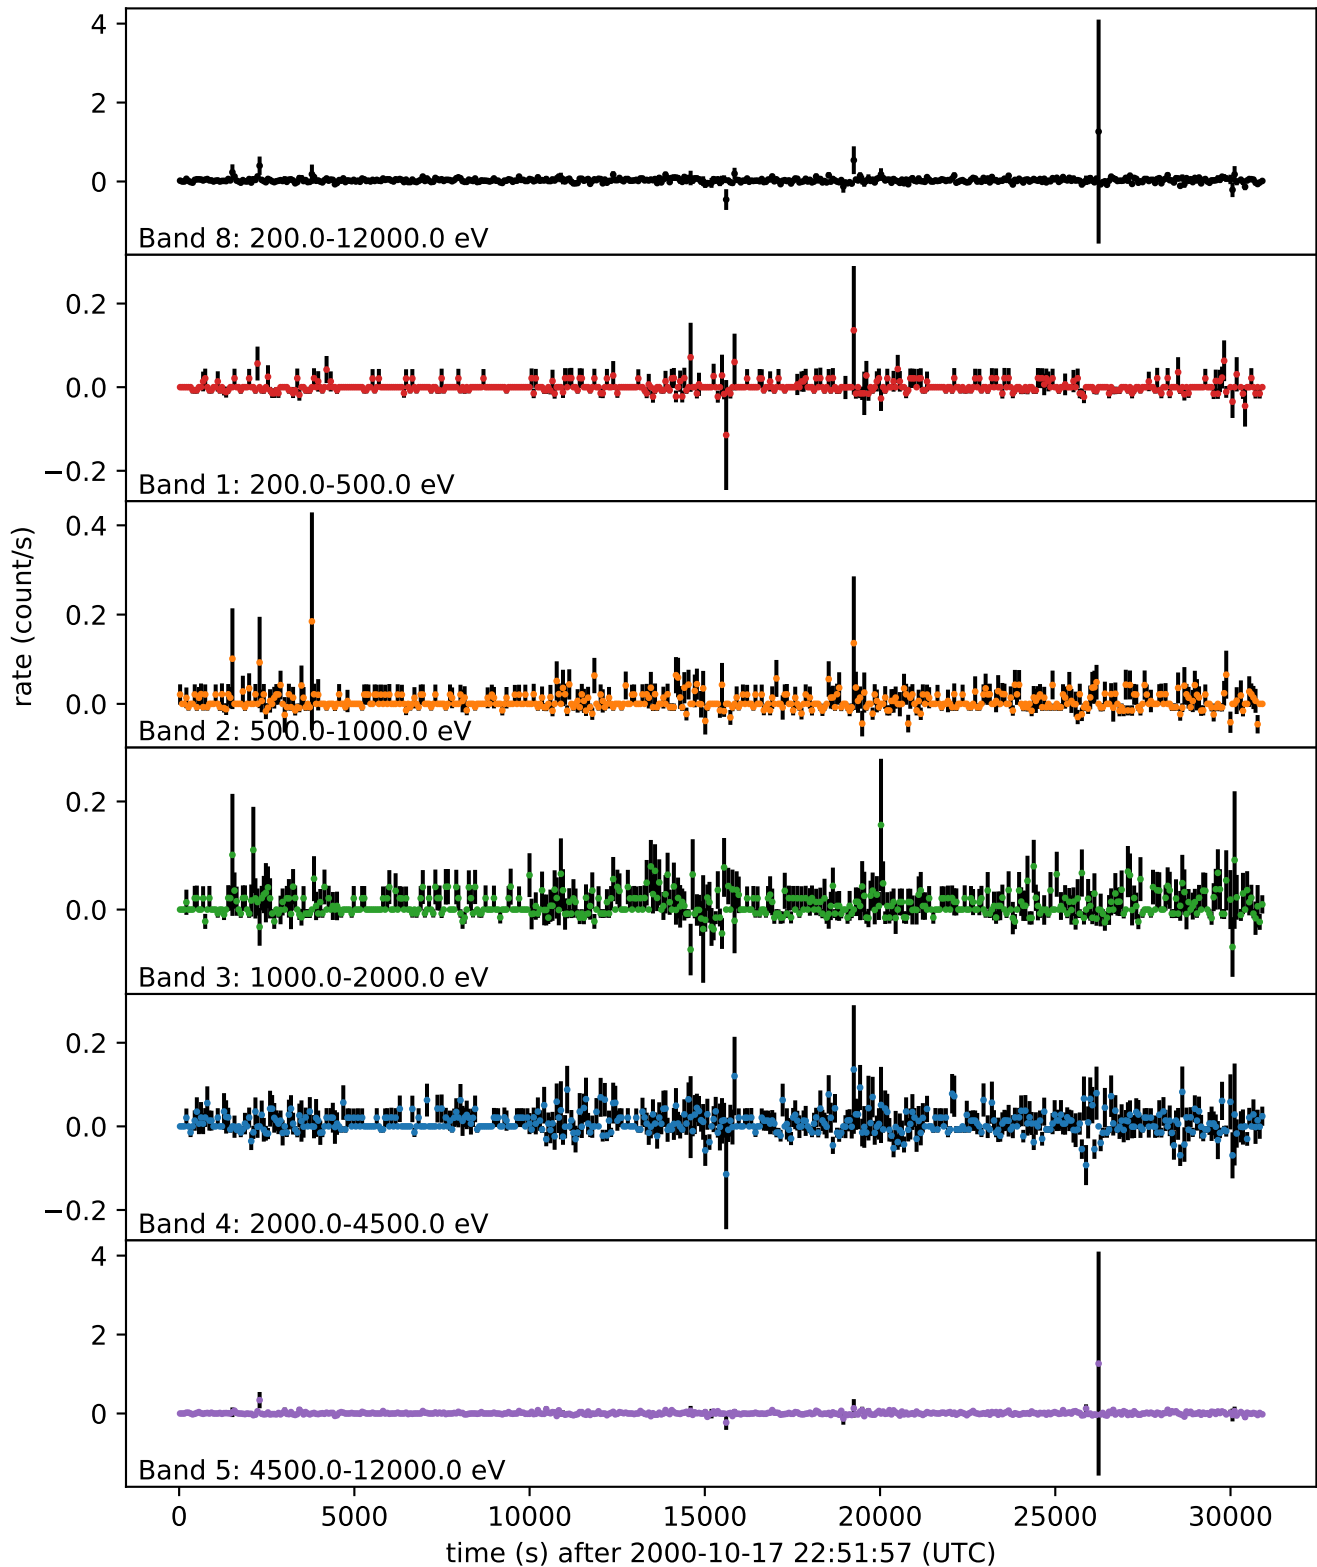 4
2
0
Band 8: 200.0-12000.0 eV
0.2
0.0
−0.2
Band 1: 200.0-500.0 eV
0.4
0.2
0.0
Band 2: 500.0-1000.0 eV
rate (count/s)
0.2
0.0
Band 3: 1000.0-2000.0 eV
0.2
0.0
−0.2
Band 4: 2000.0-4500.0 eV
4
2
0
Band 5: 4500.0-12000.0 eV
0 5000 10000 15000 20000 25000 30000
time (s) after 2000-10-17 22:51:57 (UTC)